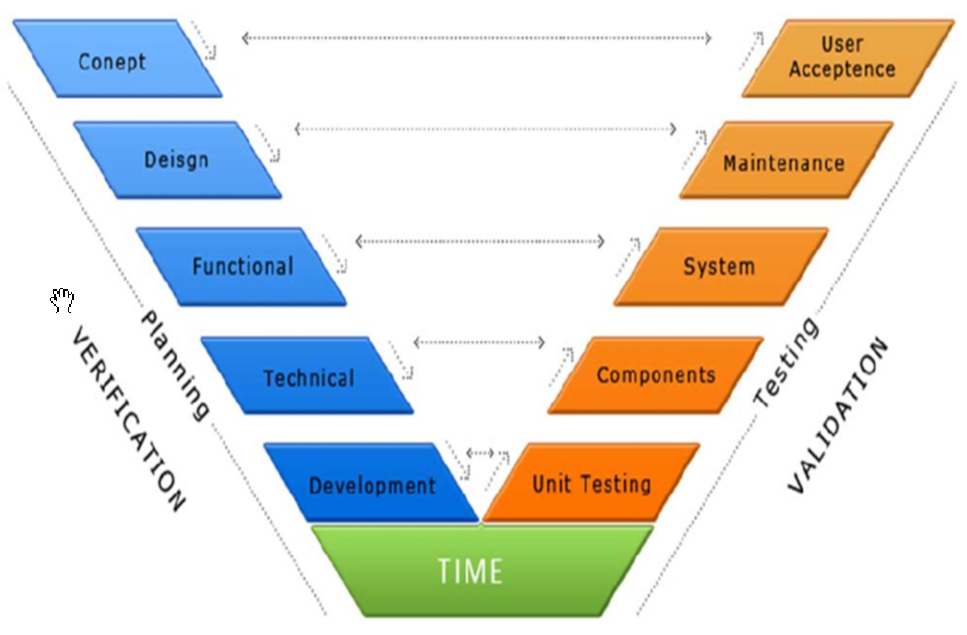 Conept
User
Acceptence
Deisgn
Maintenance
Functional
System
Planning
Testing
VERIFICATION
VALIDATION
Technical
Components
Development
Unit Testing
TIME